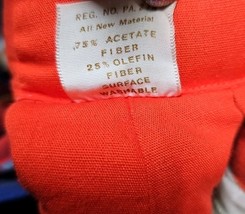 REG. NO. PA.
All New Material
75% ACETATE
FIBER
25% OLEFIN
FIBER
SURFACE
WASHABLE